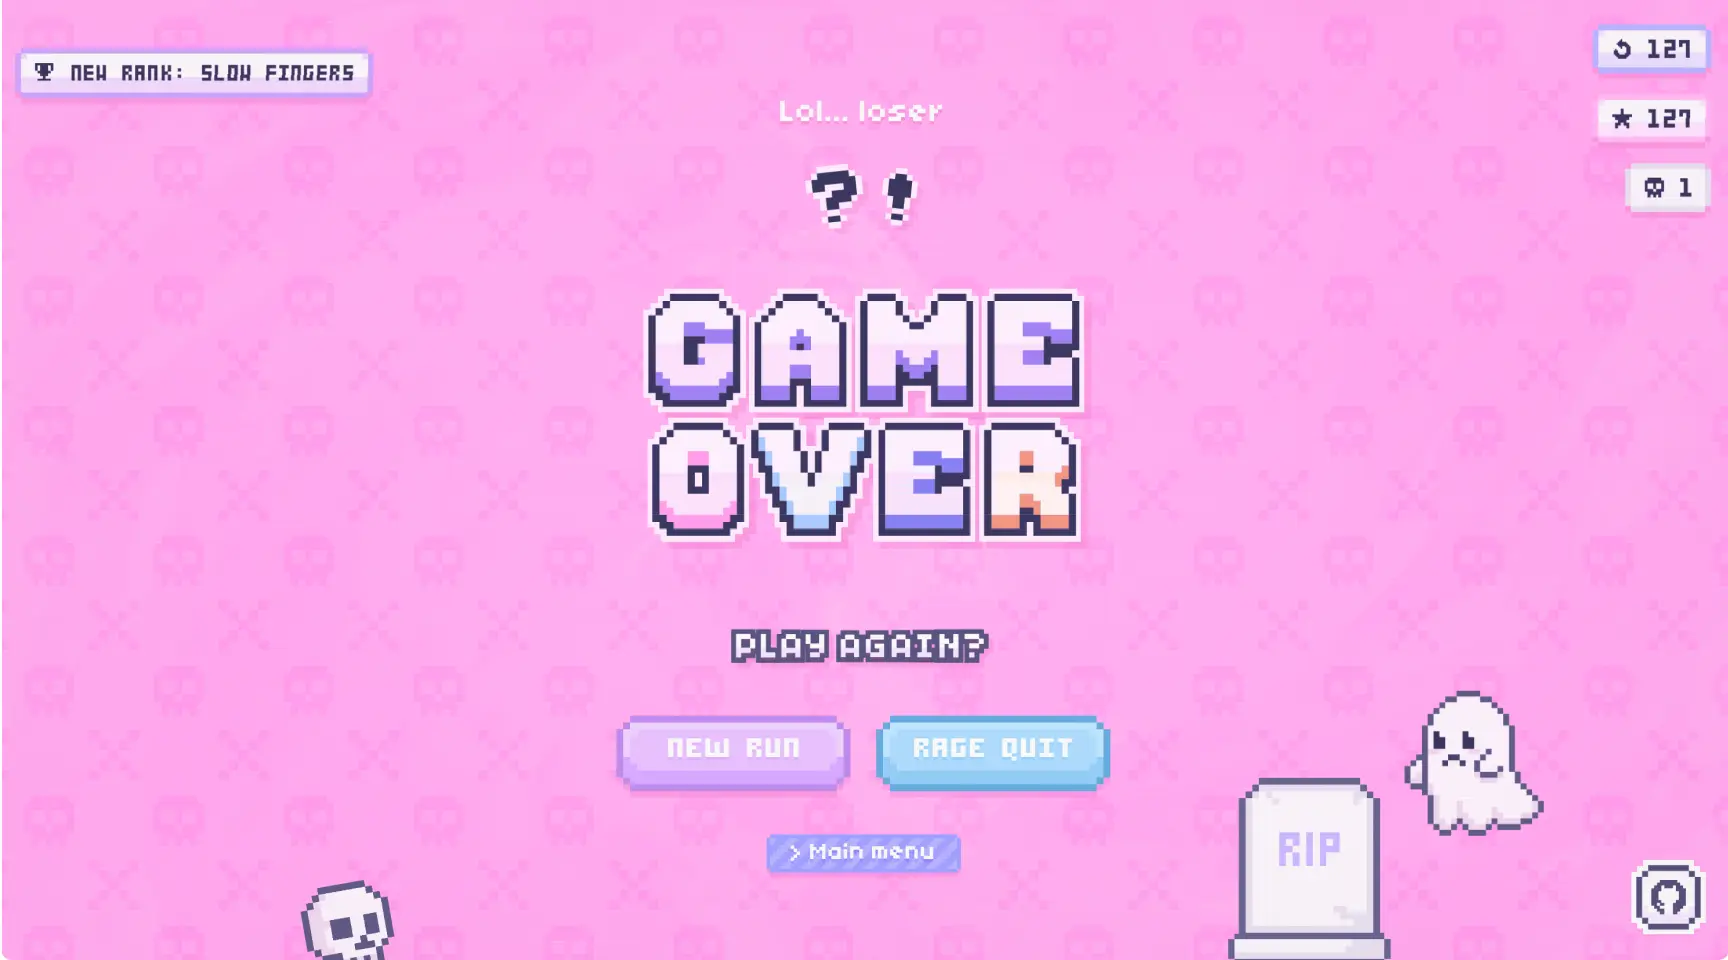 NEW RANK: SLOW FINGERS
127
127
1
Lol... loser
? !
GAME
OVER
PLAY AGAIN?
NEW RUN
RAGE QUIT
> Main menu
RIP